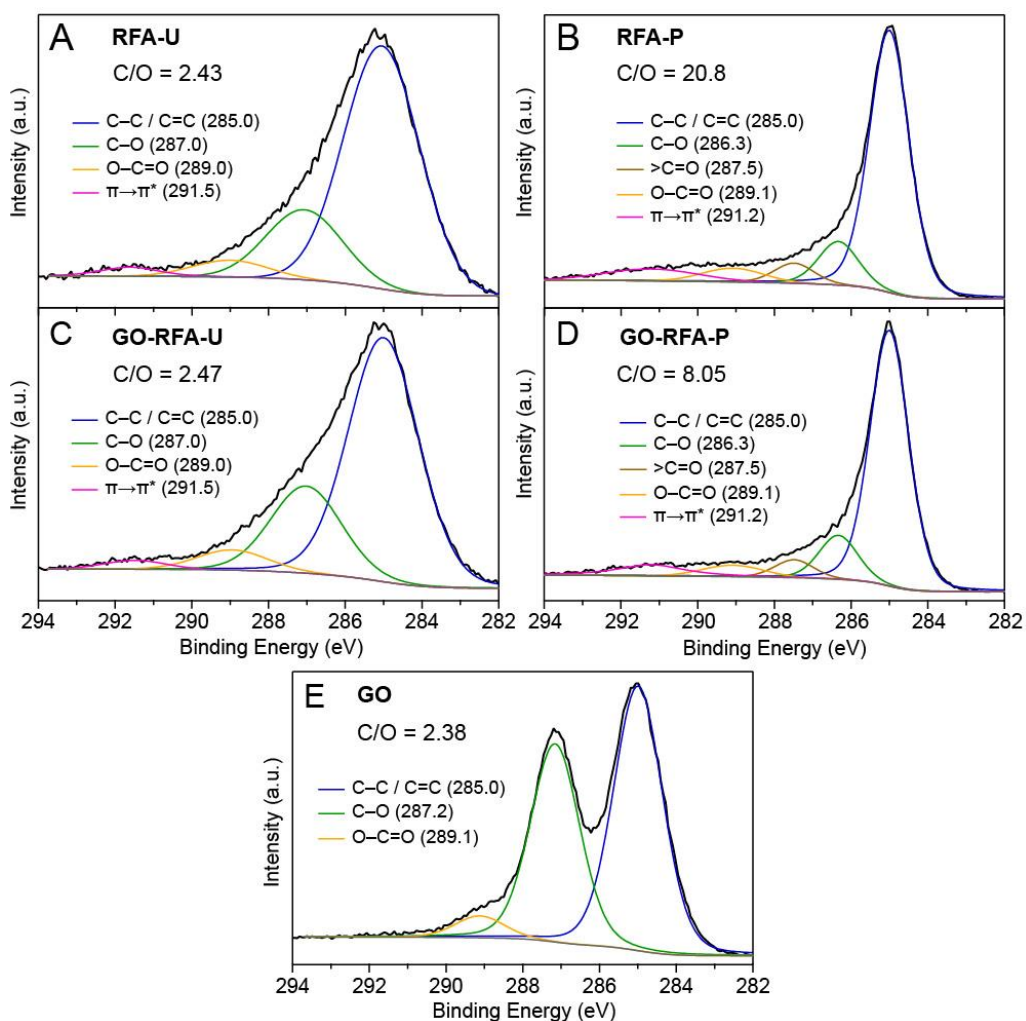 A RFA-U
C/O = 2.43
C–C / C=C (285.0)
C–O (287.0)
O–C=O (289.0)
π→π* (291.5)
Intensity (a.u.)
B RFA-P
C/O = 20.8
C–C / C=C (285.0)
C–O (286.3)
>C=O (287.5)
O–C=O (289.1)
π→π* (291.2)
Intensity (a.u.)
C GO-RFA-U
C/O = 2.47
C–C / C=C (285.0)
C–O (287.0)
O–C=O (289.0)
π→π* (291.5)
Intensity (a.u.)
294 292 290 288 286 284 282
Binding Energy (eV)
D GO-RFA-P
C/O = 8.05
C–C / C=C (285.0)
C–O (286.3)
>C=O (287.5)
O–C=O (289.1)
π→π* (291.2)
Intensity (a.u.)
294 292 290 288 286 284 282
Binding Energy (eV)
E GO
C/O = 2.38
C–C / C=C (285.0)
C–O (287.2)
O–C=O (289.1)
Intensity (a.u.)
294 292 290 288 286 284 282
Binding Energy (eV)